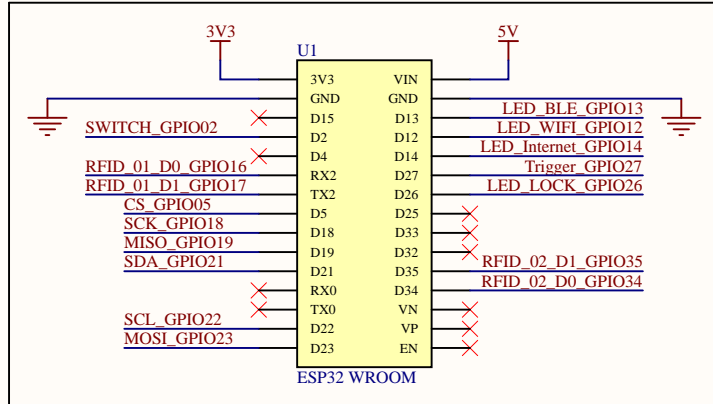 3V3
5V
U1
3V3 VIN
GND GND
LED_BLE_GPIO13
D15 D13
SWITCH_GPIO02
LED_WIFI_GPIO12
D2 D12
LED_Internet_GPIO14
D4 D14
RFID_01_D0_GPIO16
Trigger_GPIO27
RX2 D27
RFID_01_D1_GPIO17
LED_LOCK_GPIO26
TX2 D26
CS_GPIO05
D5 D25
SCK_GPIO18
D18 D33
MISO_GPIO19
D19 D32
SDA_GPIO21
RFID_02_D1_GPIO35
D21 D35
RFID_02_D0_GPIO34
RX0 D34
TX0 VN
SCL_GPIO22
D22 VP
MOSI_GPIO23
D23 EN
ESP32 WROOM